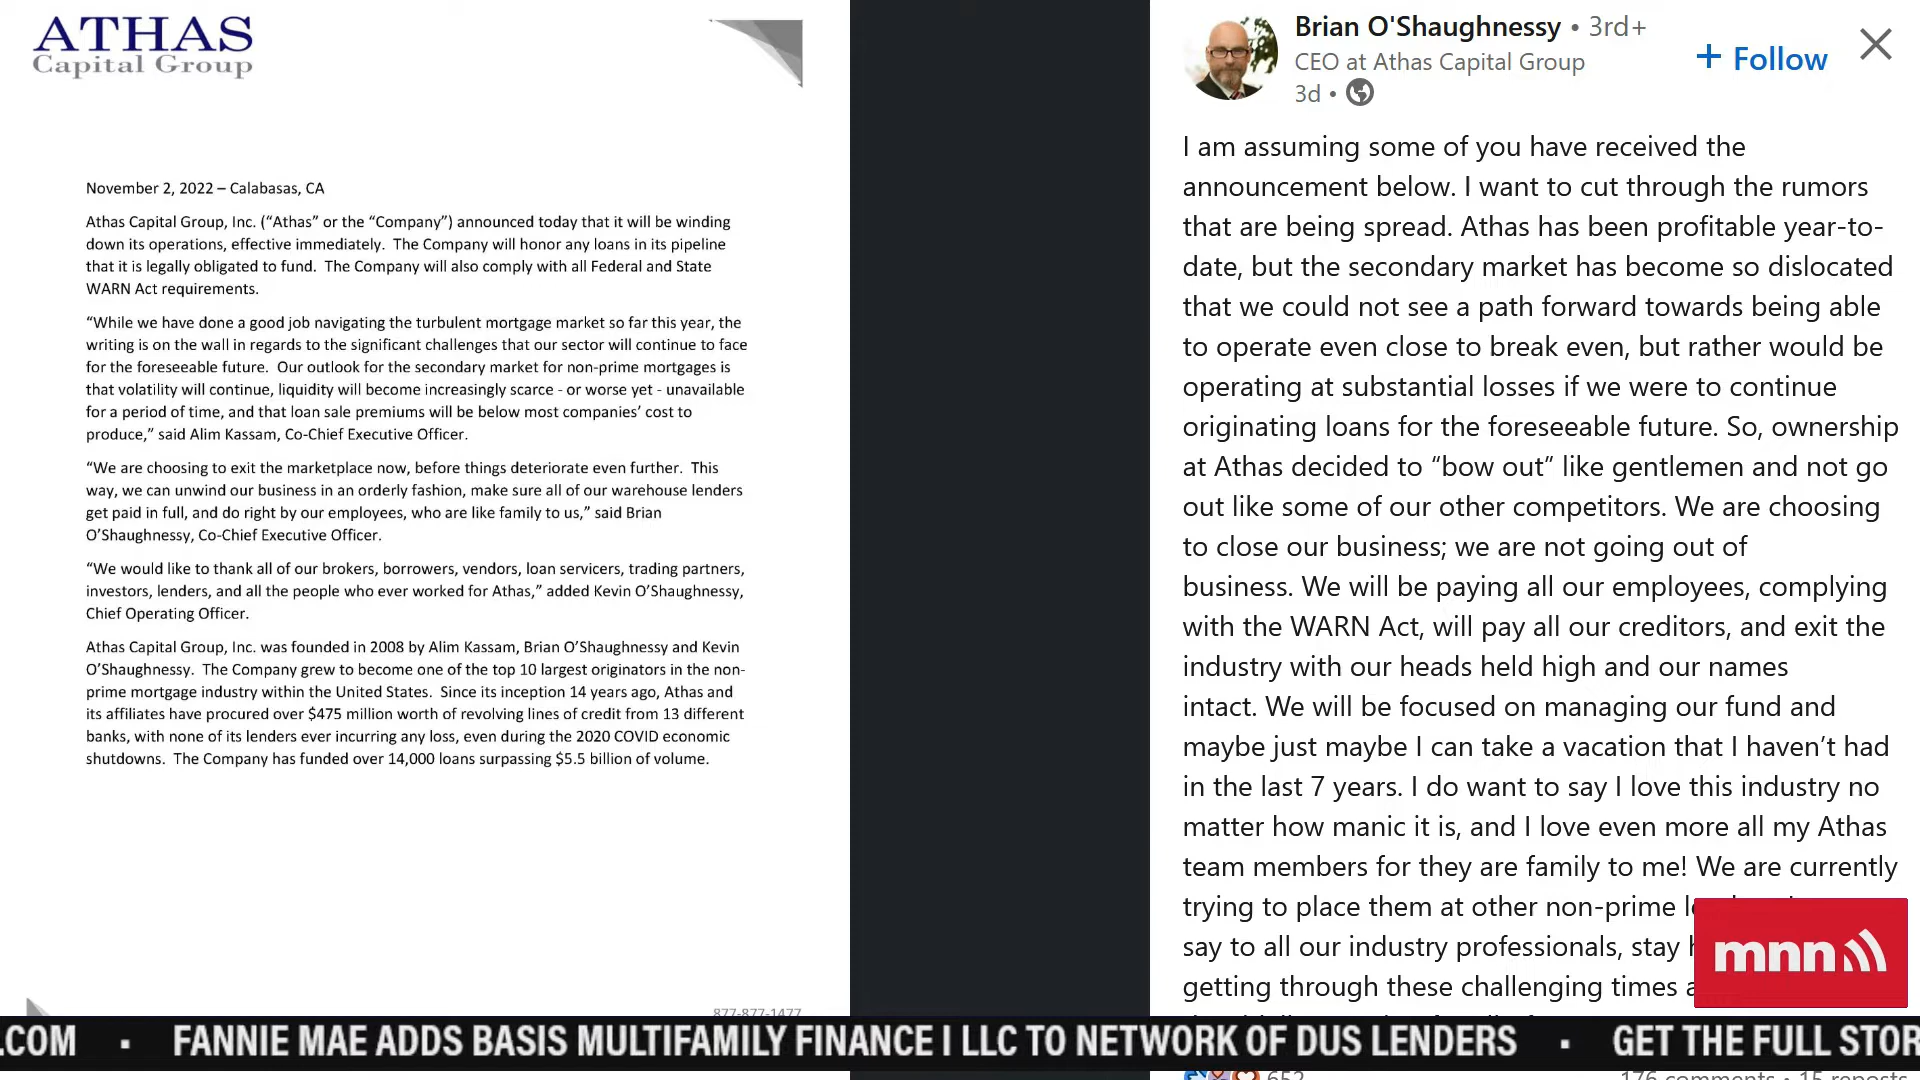 ATHAS
Capital Group
November 2, 2022 – Calabasas, CA
Athas Capital Group, Inc. (“Athas” or the “Company”) announced today that it will be winding
down its operations, effective immediately.  The Company will honor any loans in its pipeline
that it is legally obligated to fund.  The Company will also comply with all Federal and State
WARN Act requirements.
“While we have done a good job navigating the turbulent mortgage market so far this year, the
writing is on the wall in regards to the significant challenges that our sector will continue to face
for the foreseeable future.  Our outlook for the secondary market for non-prime mortgages is
that volatility will continue, liquidity will become increasingly scarce - or worse yet - unavailable
for a period of time, and that loan sale premiums will be below most companies’ cost to
produce,” said Alim Kassam, Co-Chief Executive Officer.
“We are choosing to exit the marketplace now, before things deteriorate even further.  This
way, we can unwind our business in an orderly fashion, make sure all of our warehouse lenders
get paid in full, and do right by our employees, who are like family to us,” said Brian
O’Shaughnessy, Co-Chief Executive Officer.
“We would like to thank all of our brokers, borrowers, vendors, loan servicers, trading partners,
investors, lenders, and all the people who ever worked for Athas,” added Kevin O’Shaughnessy,
Chief Operating Officer.
Athas Capital Group, Inc. was founded in 2008 by Alim Kassam, Brian O’Shaughnessy and Kevin
O’Shaughnessy.  The Company grew to become one of the top 10 largest originators in the non-
prime mortgage industry within the United States.  Since its inception 14 years ago, Athas and
its affiliates have procured over $475 million worth of revolving lines of credit from 13 different
banks, with none of its lenders ever incurring any loss, even during the 2020 COVID economic
shutdowns.  The Company has funded over 14,000 loans surpassing $5.5 billion of volume.
877-877-1477
Brian O'Shaughnessy • 3rd+
CEO at Athas Capital Group
3d •
+ Follow
I am assuming some of you have received the
announcement below. I want to cut through the rumors
that are being spread. Athas has been profitable year-to-
date, but the secondary market has become so dislocated
that we could not see a path forward towards being able
to operate even close to break even, but rather would be
operating at substantial losses if we were to continue
originating loans for the foreseeable future. So, ownership
at Athas decided to “bow out” like gentlemen and not go
out like some of our other competitors. We are choosing
to close our business; we are not going out of
business. We will be paying all our employees, complying
with the WARN Act, will pay all our creditors, and exit the
industry with our heads held high and our names
intact. We will be focused on managing our fund and
maybe just maybe I can take a vacation that I haven’t had
in the last 7 years. I do want to say I love this industry no
matter how manic it is, and I love even more all my Athas
team members for they are family to me! We are currently
trying to place them at other non-prime
say to all our industry professionals, stay
getting through these challenging times
mnn
.COM · FANNIE MAE ADDS BASIS MULTIFAMILY FINANCE I LLC TO NETWORK OF DUS LENDERS · GET THE FULL STOR
652
176 comments • 15 reposts